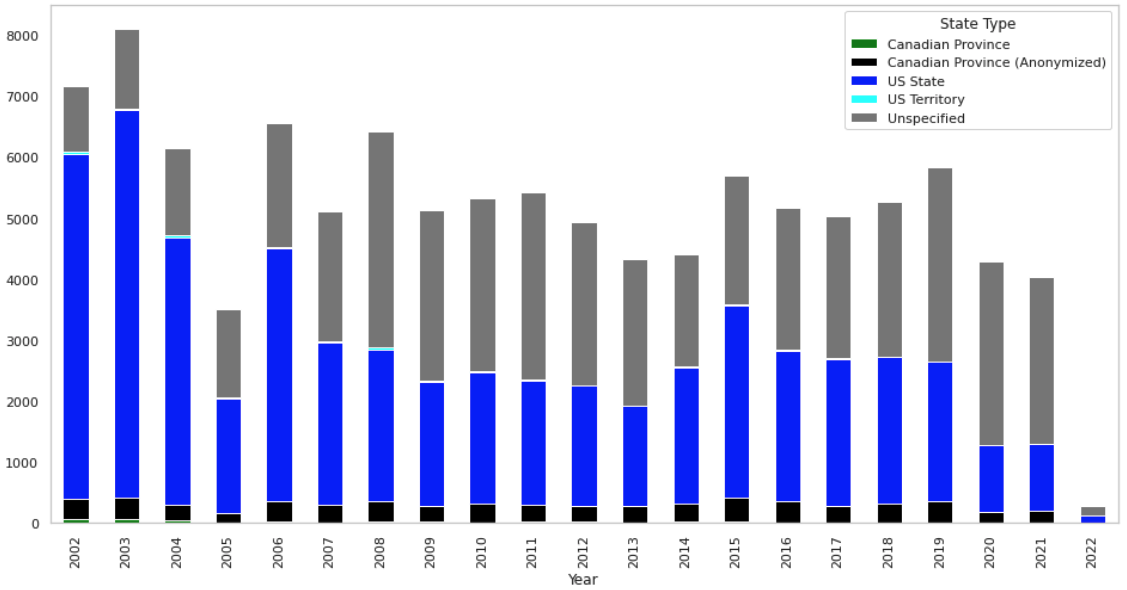 8000
7000
6000
5000
4000
3000
2000
1000
0
State Type
Canadian Province
Canadian Province (Anonymized)
US State
US Territory
Unspecified
2002 2003 2004 2005 2006 2007 2008 2009 2010 2011 2012 2013 2014 2015 2016 2017 2018 2019 2020 2021 2022
Year